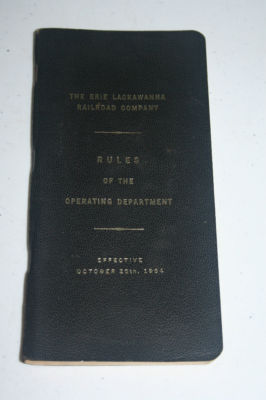 THE ERIE LACKAWANNA
RAILROAD COMPANY
RULES
OF THE
OPERATING DEPARTMENT
EFFECTIVE
OCTOBER 25th, 1964